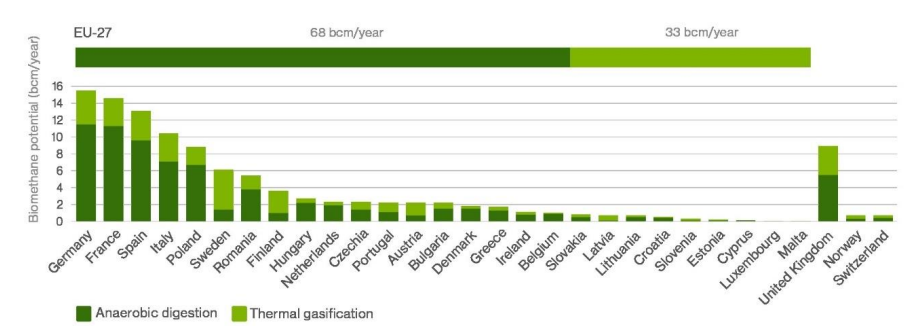 EU-27 68 bcm/year 33 bcm/year
Biomethane potential (bcm/year)
16
14
12
10
8
6
4
2
0
Germany
France
Spain
Italy
Poland
Sweden
Romania
Finland
Hungary
Netherlands
Czechia
Portugal
Austria
Bulgaria
Denmark
Greece
Ireland
Belgium
Slovakia
Latvia
Lithuania
Croatia
Slovenia
Estonia
Cyprus
Luxembourg
Malta
United Kingdom
Norway
Switzerland
Anaerobic digestion Thermal gasification